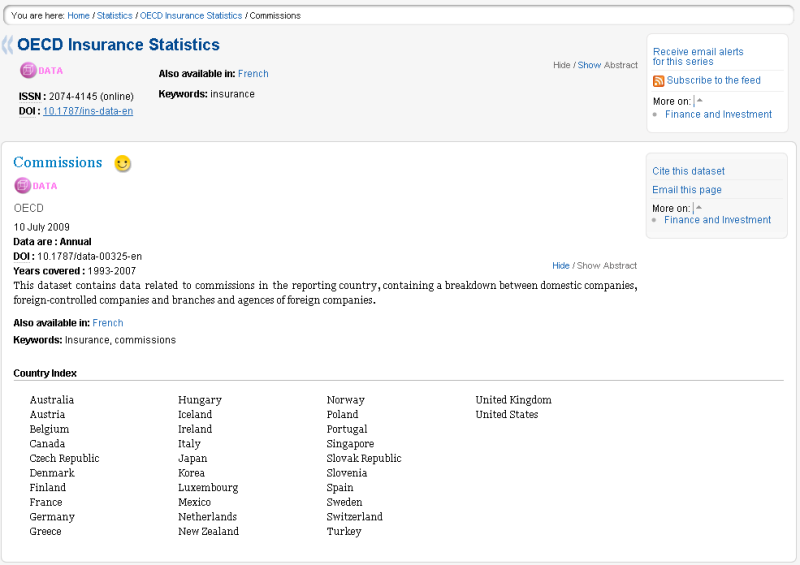 You are here: Home / Statistics / OECD Insurance Statistics / Commissions
OECD Insurance Statistics
DATA
ISSN : 2074-4145 (online)
DOI : 10.1787/ins-data-en
Also available in: French
Keywords: insurance
Hide / Show Abstract
Receive email alerts
for this series
Subscribe to the feed
More on:
Finance and Investment
Commissions
DATA
OECD
10 July 2009
Data are : Annual
DOI : 10.1787/data-00325-en
Years covered : 1993-2007
Hide / Show Abstract
This dataset contains data related to commissions in the reporting country, containing a breakdown between domestic companies,
foreign-controlled companies and branches and agences of foreign companies.
Also available in: French
Keywords: Insurance, commissions
Cite this dataset
Email this page
More on:
Finance and Investment
Country Index
Australia
Austria
Belgium
Canada
Czech Republic
Denmark
Finland
France
Germany
Greece
Hungary
Iceland
Ireland
Italy
Japan
Korea
Luxembourg
Mexico
Netherlands
New Zealand
Norway
Poland
Portugal
Singapore
Slovak Republic
Slovenia
Spain
Sweden
Switzerland
Turkey
United Kingdom
United States